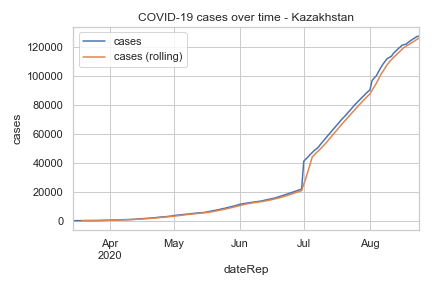 COVID-19 cases over time - Kazakhstan
cases
cases (rolling)
120000
100000
80000
60000
40000
20000
0
cases
Apr
2020
May
Jun
Jul
Aug
dateRep